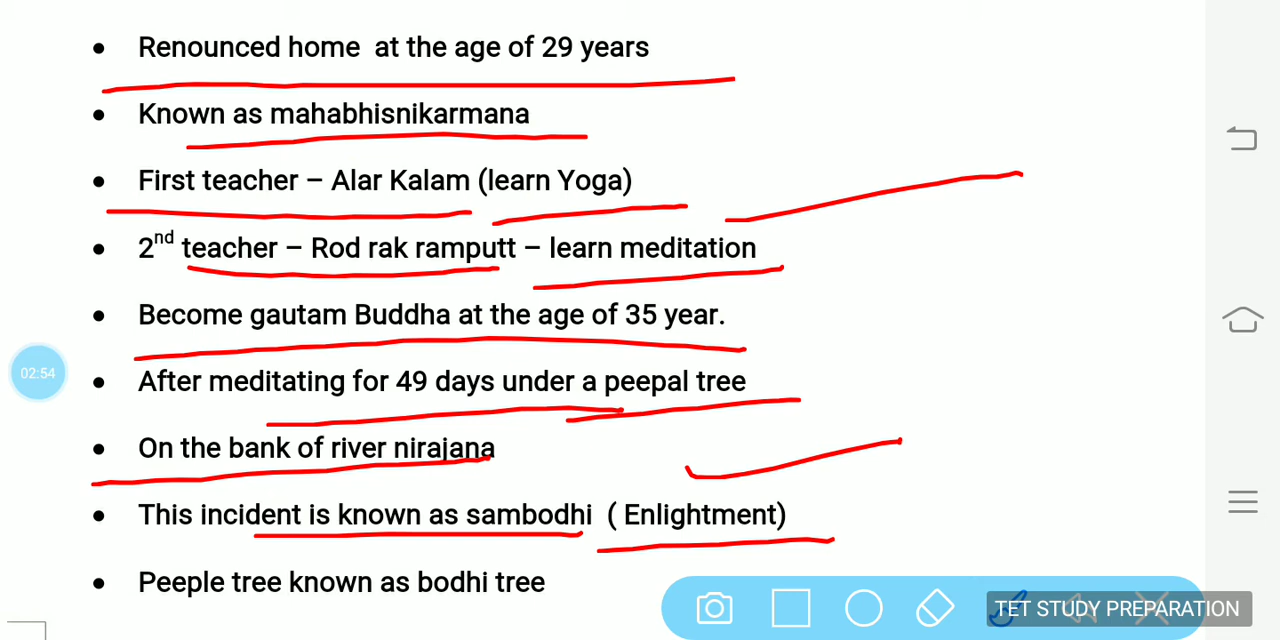 Renounced home at the age of 29 years
Known as mahabhisnikarmana
First teacher – Alar Kalam (learn Yoga)
2nd teacher – Rod rak ramputt – learn meditation
Become gautam Buddha at the age of 35 year.
After meditating for 49 days under a peepal tree
On the bank of river nirajana
This incident is known as sambodhi ( Enlightment)
Peeple tree known as bodhi tree
02:54
TET STUDY PREPARATION